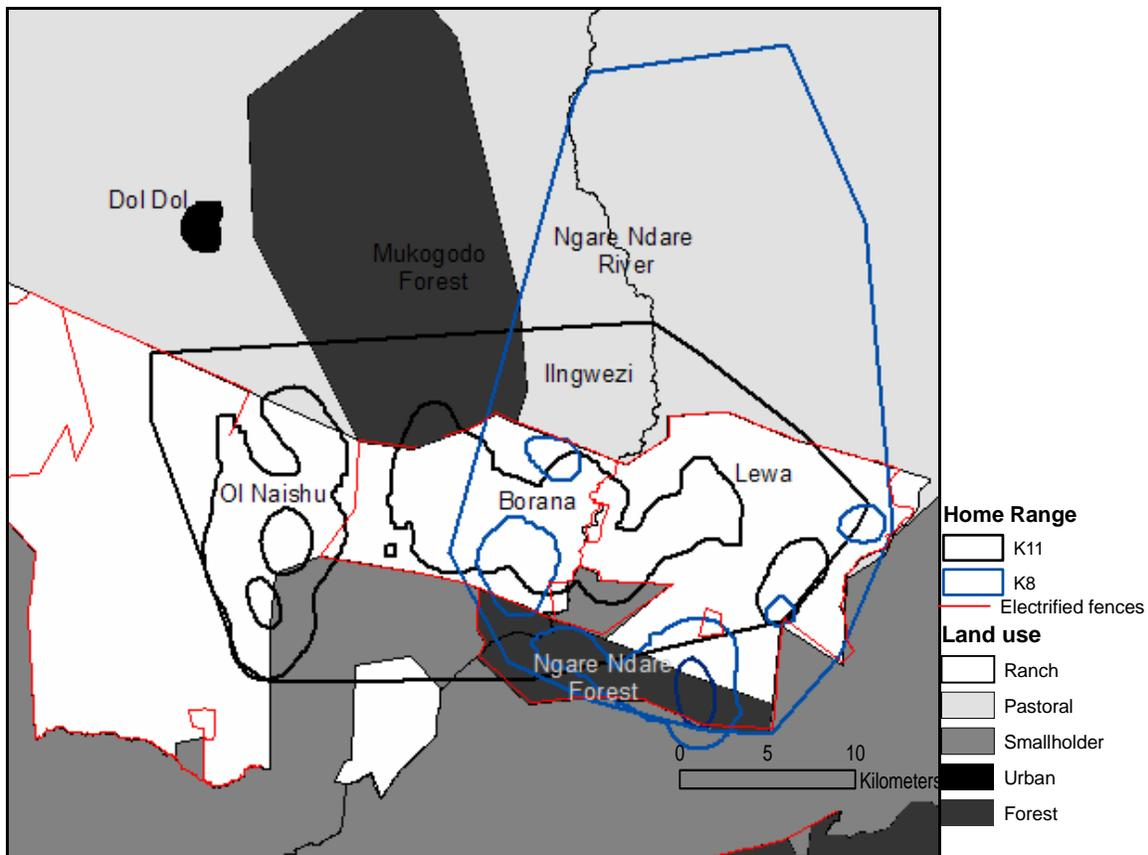 Dol Dol
Mukogodo
Forest
Ngare Ndare
River
IIngwezi
Ol Naishu
Borana
Lewa
Ngare Ndare
Forest
0 5 10
Kilometers
Home Range
K11
K8
Electrified fences
Land use
Ranch
Pastoral
Smallholder
Urban
Forest